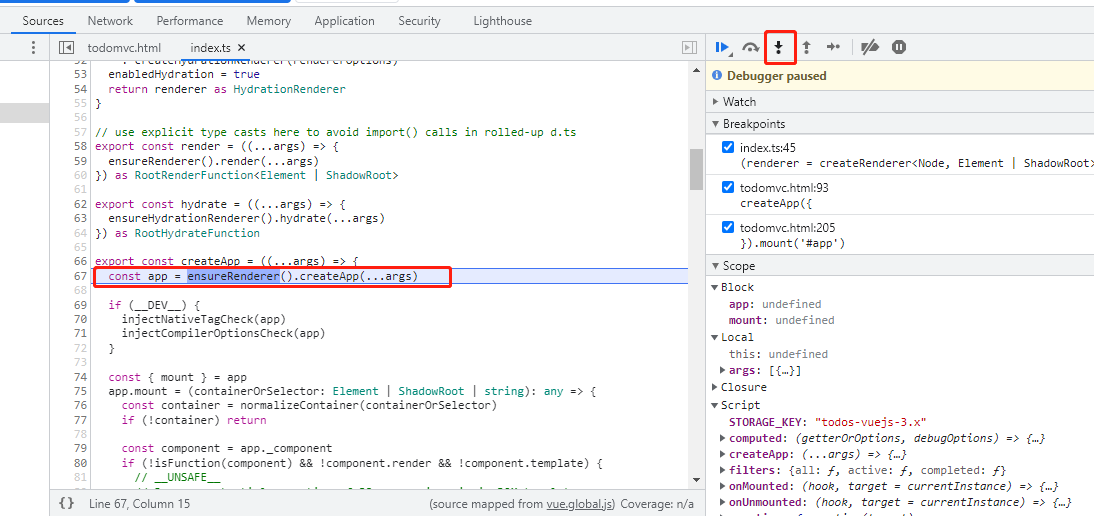 Sources Network Performance Memory Application Security Lighthouse
todomvc.html index.ts ×
53 enabledHydration = true
54 return renderer as HydrationRenderer
55 }
56
57 // use explicit type casts here to avoid import() calls in rolled-up d.ts
58 export const render = ((...args) => {
59 ensureRenderer().render(...args)
60 }) as RootRenderFunction<Element | ShadowRoot>
61
62 export const hydrate = ((...args) => {
63 ensureHydrationRenderer().hydrate(...args)
64 }) as RootHydrateFunction
65
66 export const createApp = ((...args) => {
67 const app = ensureRenderer().createApp(...args)
68
69 if (__DEV__) {
70 injectNativeTagCheck(app)
71 injectCompilerOptionsCheck(app)
72 }
73
74 const { mount } = app
75 app.mount = (containerOrSelector: Element | ShadowRoot | string): any => {
76 const container = normalizeContainer(containerOrSelector)
77 if (!container) return
78
79 const component = app._component
80 if (!isFunction(component) && !component.render && !component.template) {
81 // __UNSAFE__
{} Line 67, Column 15 (source mapped from vue.global.js) Coverage: n/a
Debugger paused
Watch
Breakpoints
index.ts:45
(renderer = createRenderer<Node, Element | ShadowRoot>
todomvc.html:93
createApp({
todomvc.html:205
}).mount('#app')
Scope
Block
app: undefined
mount: undefined
Local
this: undefined
args: [{…}]
Closure
Script
STORAGE_KEY: "todos-vuejs-3.x"
computed: (getterOrOptions, debugOptions) => {…}
createApp: (...args) => {…}
filters: {all: ƒ, active: ƒ, completed: ƒ}
onMounted: (hook, target = currentInstance) => {…}
onUnmounted: (hook, target = currentInstance) => {…}